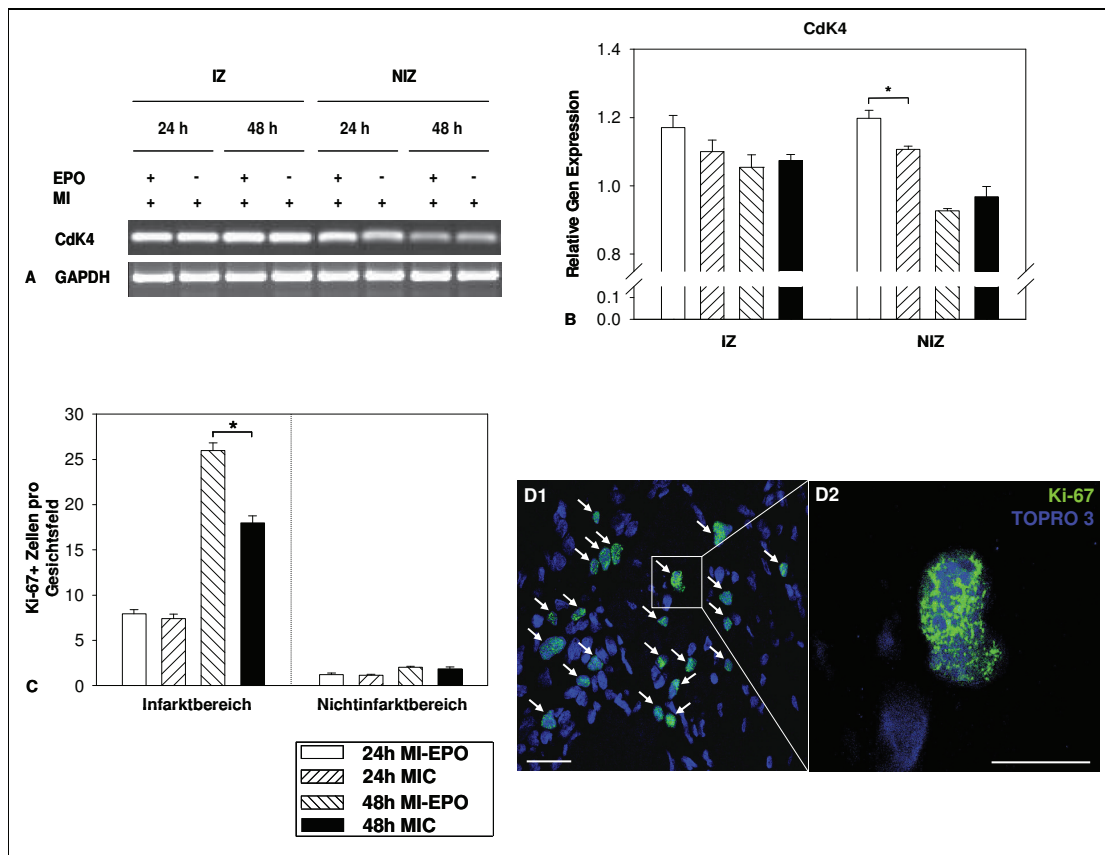 IZ NIZ
24 h 48 h 24 h 48 h
EPO + - + - + - + -
MI + + + + + + + +
CdK4
A GAPDH
CdK4
Relative Gen Expression
1.4
1.2
1.0
0.8
0.1
0.0
*
IZ NIZ
B
Ki-67+ Zellen pro
Gesichtsfeld
30
25
20
15
10
5
0
*
Infarktbereich Nichtinfarktbereich
C
24h MI-EPO
24h MIC
48h MI-EPO
48h MIC
D1
D2
Ki-67
TOPRO 3